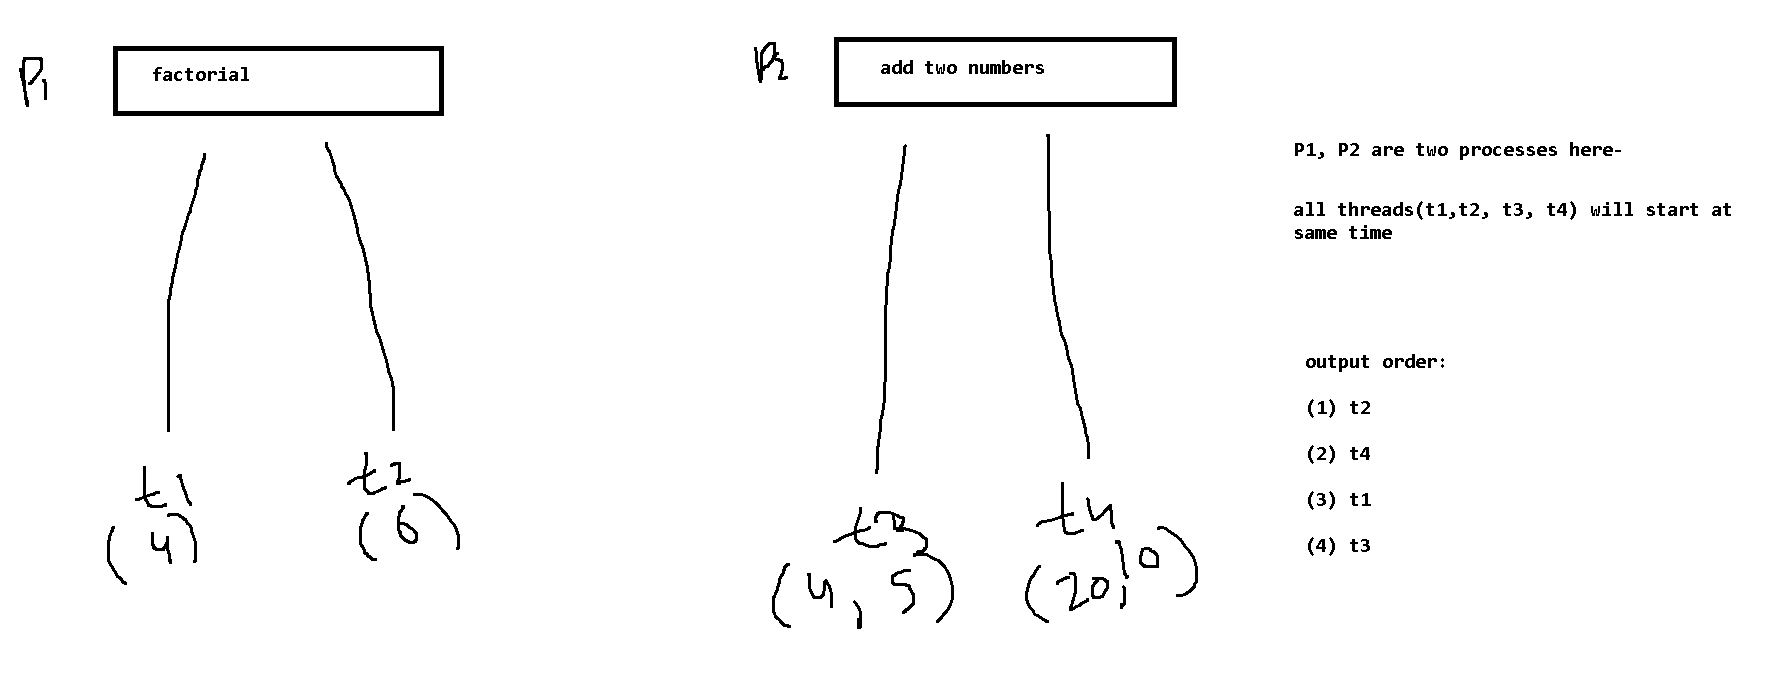 P1
factorial
P2
add two numbers
P1, P2 are two processes here-
all threads(t1,t2, t3, t4) will start at
same time
output order:
(1) t2
(2) t4
(3) t1
(4) t3
t1
(4)
t2
(6)
t3
(4, 5)
t4
(20, 10)